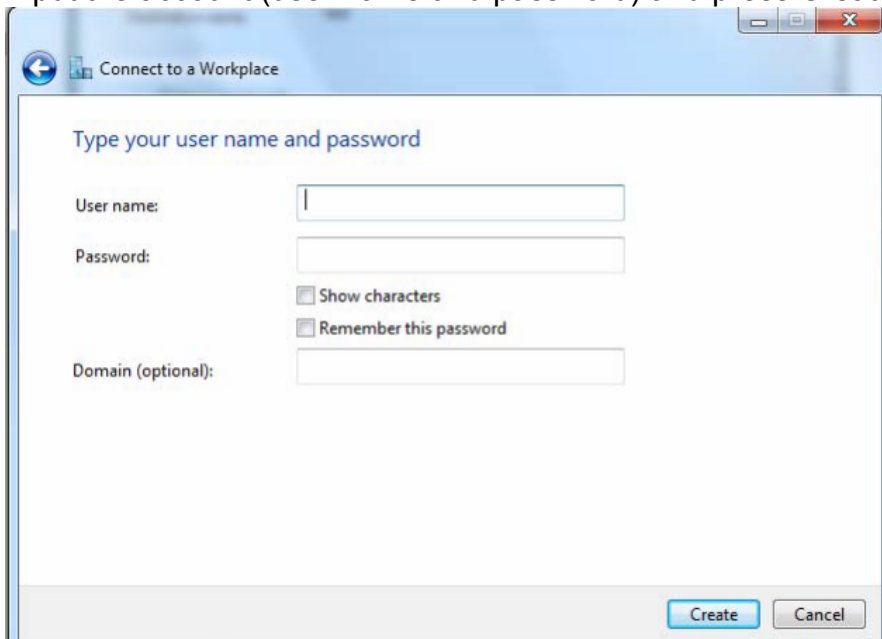 Connect to a Workplace
Type your user name and password
User name:
Password:
Show characters
Remember this password
Domain (optional):
Create Cancel